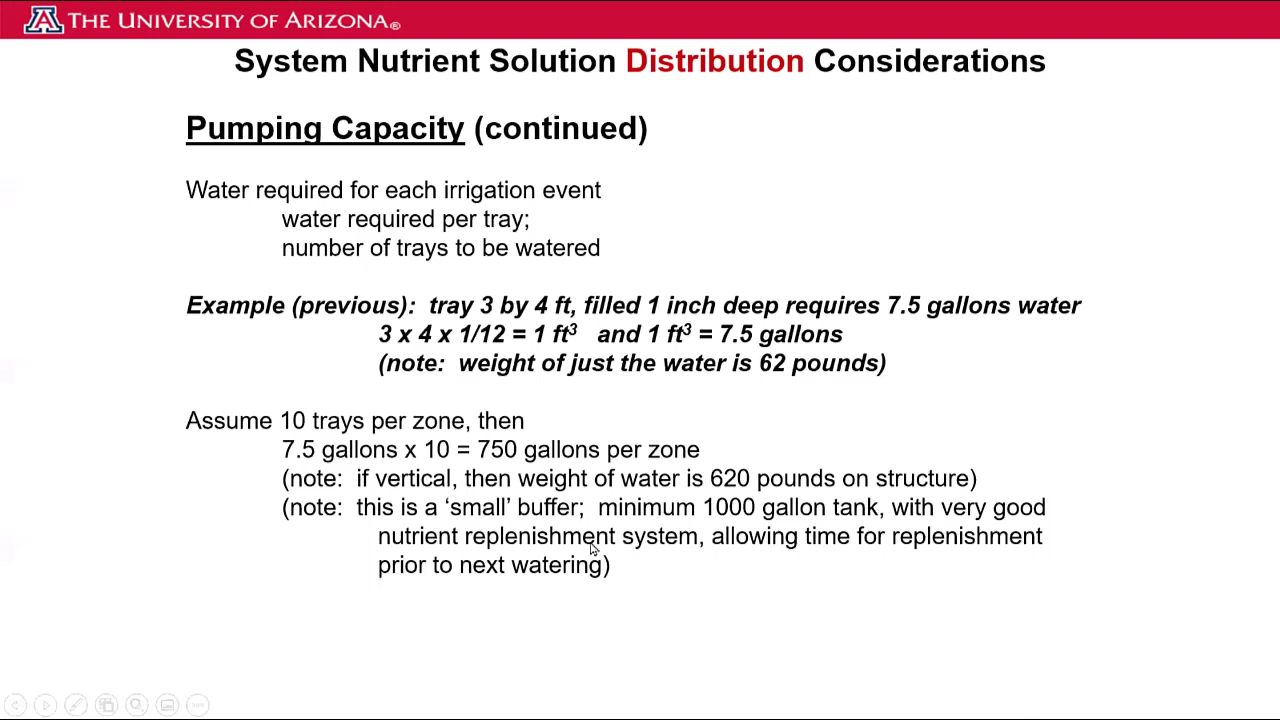 THE UNIVERSITY OF ARIZONA®
System Nutrient Solution Distribution Considerations
Pumping Capacity (continued)
Water required for each irrigation event
water required per tray;
number of trays to be watered
Example (previous): tray 3 by 4 ft, filled 1 inch deep requires 7.5 gallons water
3 x 4 x 1/12 = 1 ft³ and 1 ft³ = 7.5 gallons
(note: weight of just the water is 62 pounds)
Assume 10 trays per zone, then
7.5 gallons x 10 = 750 gallons per zone
(note: if vertical, then weight of water is 620 pounds on structure)
(note: this is a ‘small’ buffer; minimum 1000 gallon tank, with very good
nutrient replenishment system, allowing time for replenishment
prior to next watering)